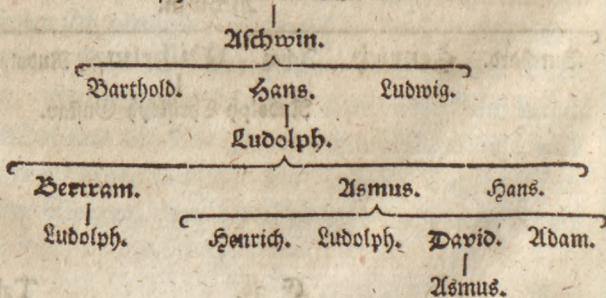 Aschwin.
Barthold. Hans. Ludwig.
Ludolph.
Bertram. Asmus. Hans.
Ludolph. Henrich. Ludolph. David. Adam.
Asmus.